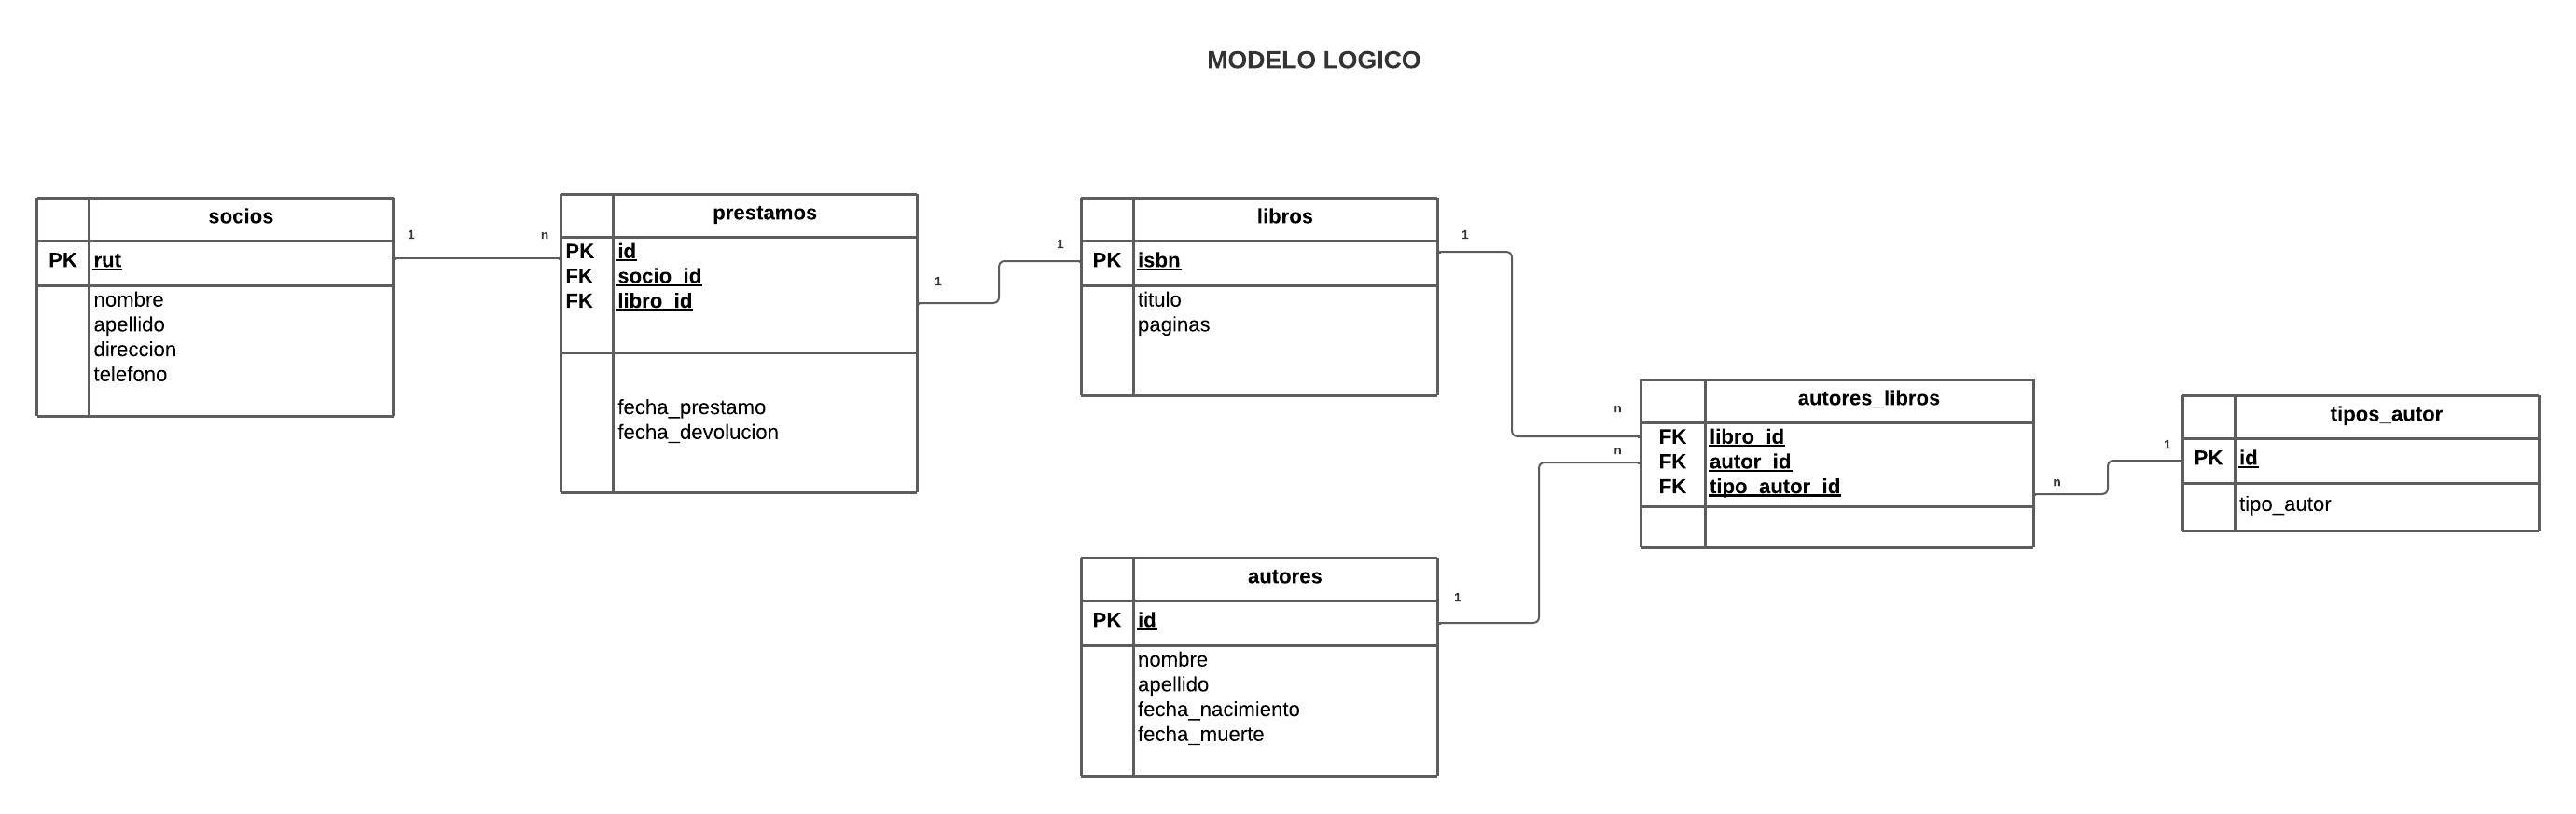 MODELO LOGICO
socios
PK rut
nombre
apellido
direccion
telefono
1
n
prestamos
PK id
FK socio_id
FK libro_id
fecha_prestamo
fecha_devolucion
1
1
libros
PK isbn
titulo
paginas
1
n
autores
PK id
nombre
apellido
fecha_nacimiento
fecha_muerte
1
n
autores_libros
FK libro_id
FK autor_id
FK tipo_autor_id
n
1
tipos_autor
PK id
tipo_autor